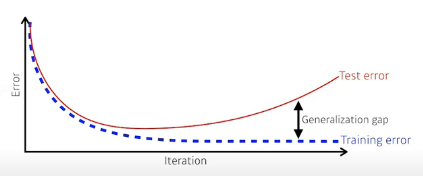 Error
Test error
Generalization gap
Training error
Iteration